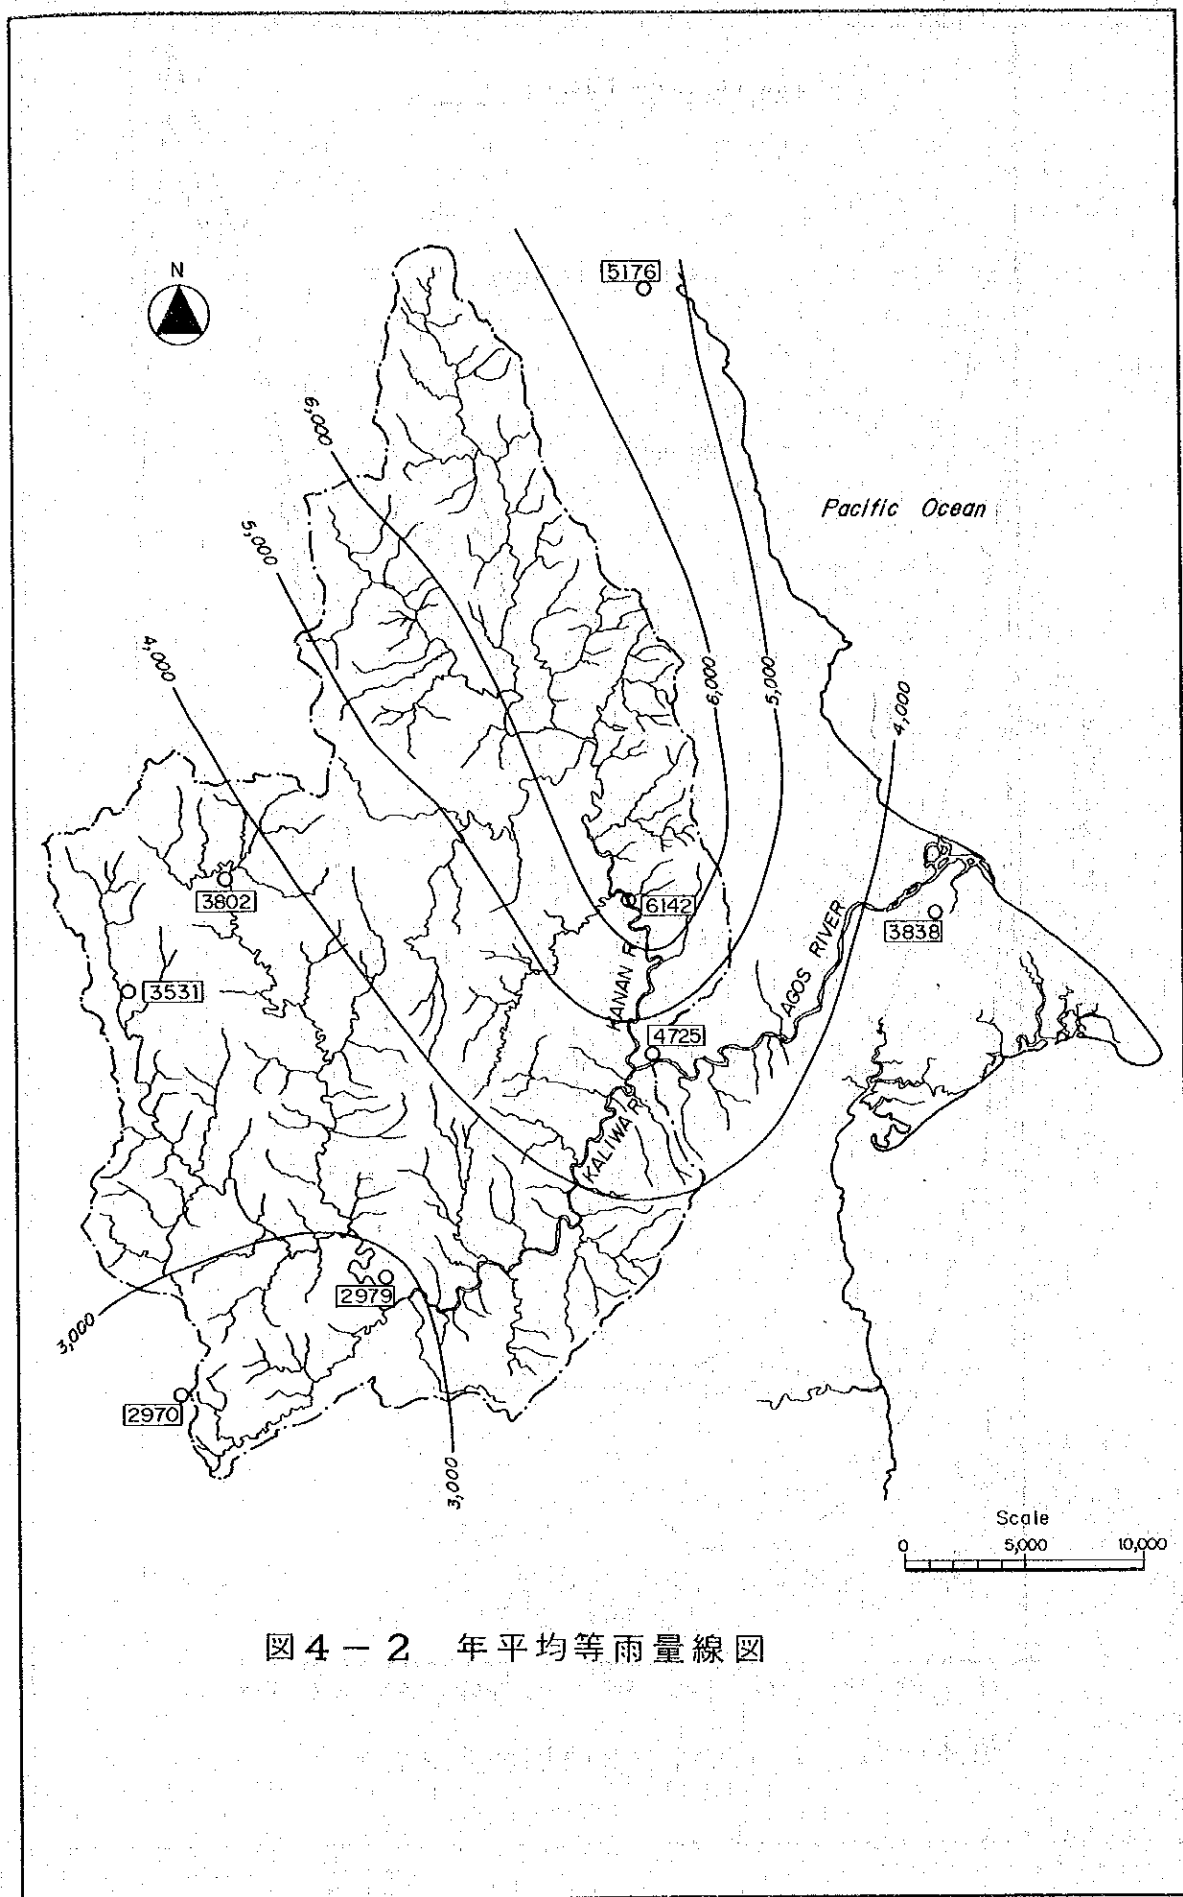 N
5176
6,000
5,000
4,000
Pacific Ocean
6,000
5,000
4,000
3802
6142
3838
3531
KANAN R.
AGOS RIVER
4725
KALIWA R.
2979
3,000
2970
3,000
Scale
0 5,000 10,000
図4-2 年平均等雨量線図